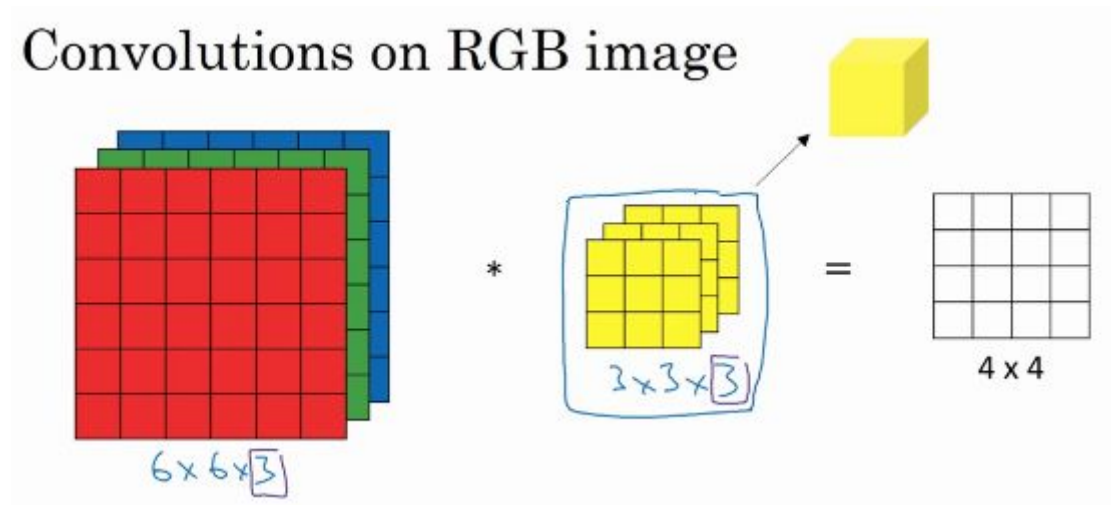 Convolutions on RGB image
*
=
3 x 3 x 3
4 x 4
6 x 6 x 3